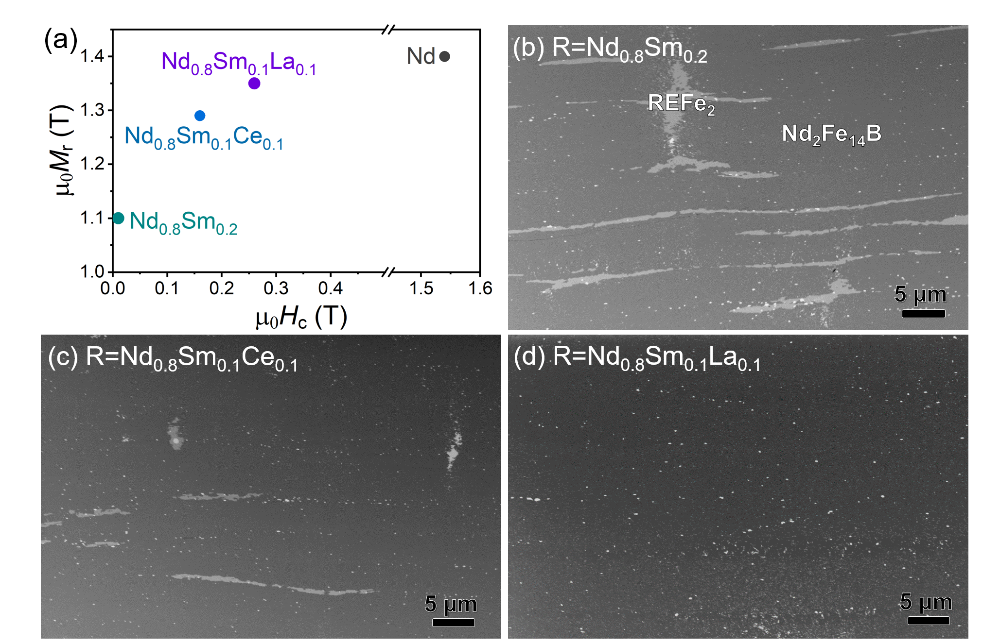 (a)
μ₀Mᵣ (T)
1.4
1.3
1.2
1.1
1.0
Nd₀.₈Sm₀.₁La₀.₁
Nd
Nd₀.₈Sm₀.₁Ce₀.₁
Nd₀.₈Sm₀.₂
0.0 0.1 0.2 0.3 0.4 1.5 1.6
μ₀H_c (T)
(b) R=Nd₀.₈Sm₀.₂
REFe₂
Nd₂Fe₁₄B
5 μm
(c) R=Nd₀.₈Sm₀.₁Ce₀.₁
5 μm
(d) R=Nd₀.₈Sm₀.₁La₀.₁
5 μm